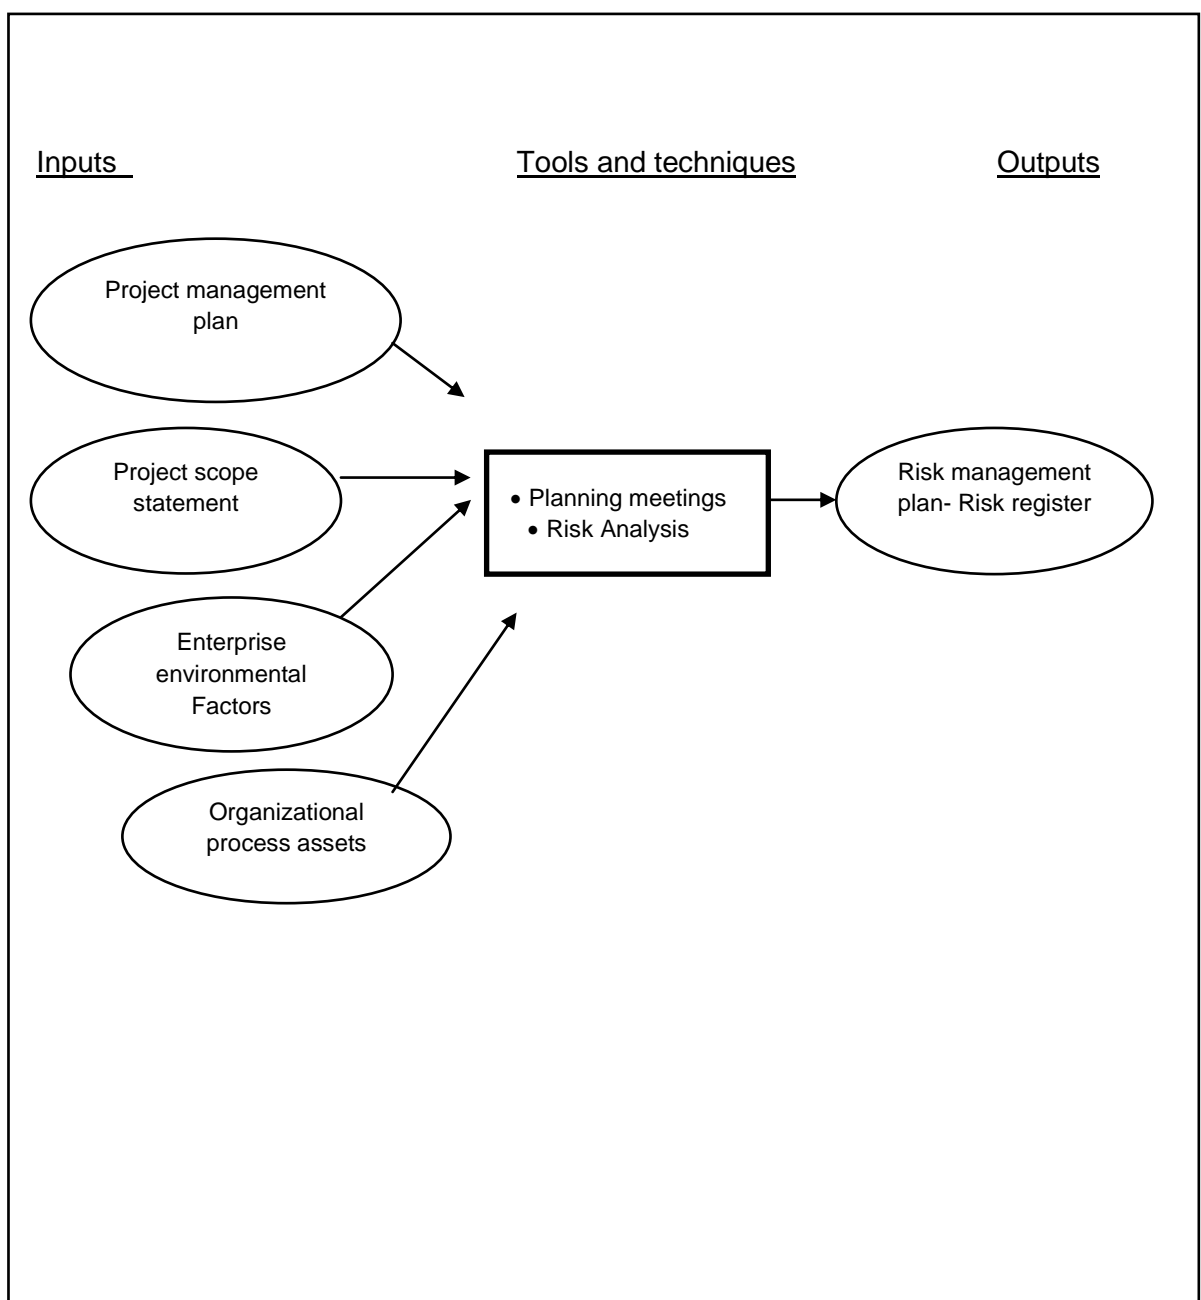 Inputs
Tools and techniques
Outputs
Project management
plan
Project scope
statement
Enterprise
environmental
Factors
Organizational
process assets
• Planning meetings
• Risk Analysis
Risk management
plan- Risk register